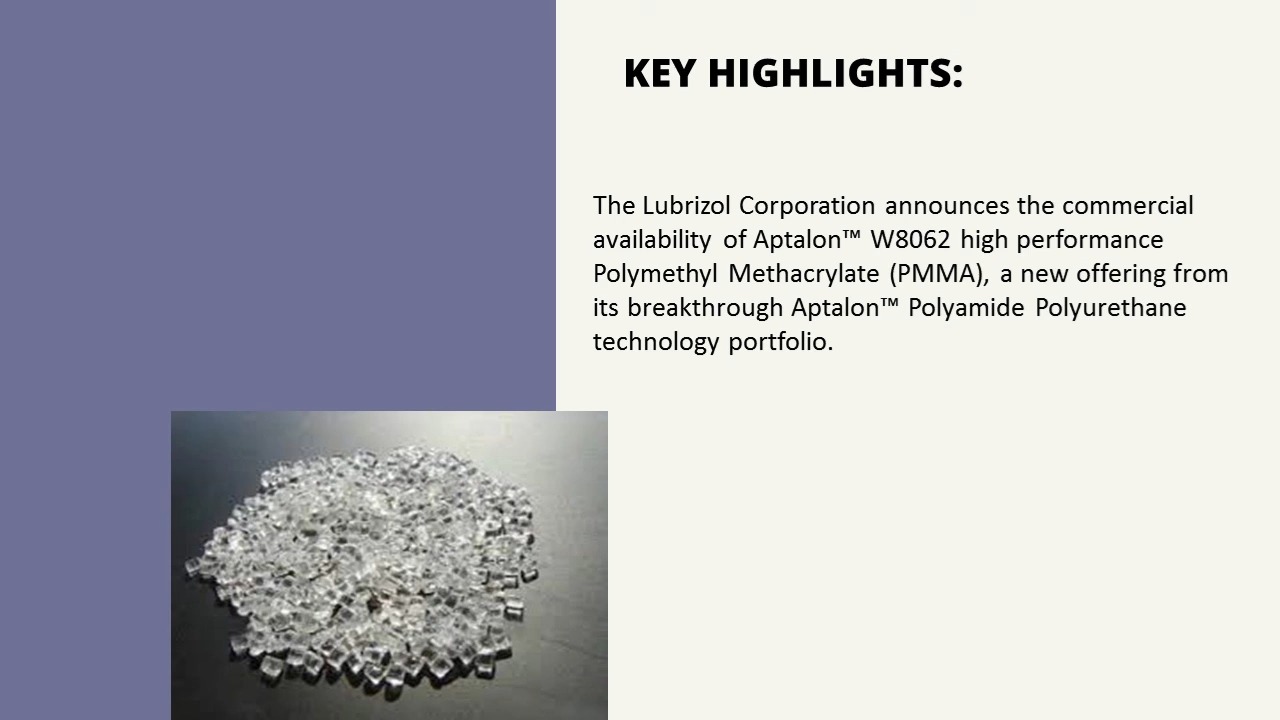 KEY HIGHLIGHTS:
The Lubrizol Corporation announces the commercial
availability of Aptalon™ W8062 high performance
Polymethyl Methacrylate (PMMA), a new offering from
its breakthrough Aptalon™ Polyamide Polyurethane
technology portfolio.